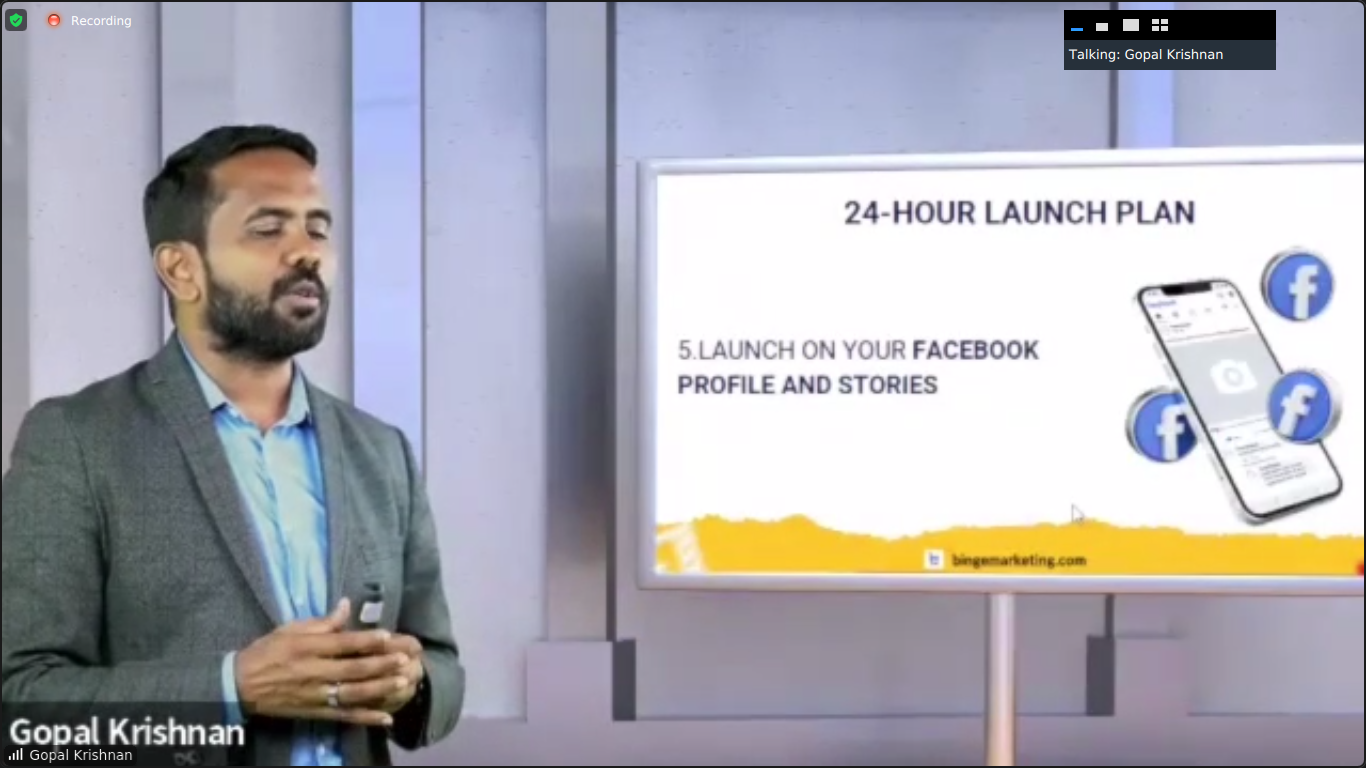 Recording
Talking: Gopal Krishnan
24-HOUR LAUNCH PLAN
5.LAUNCH ON YOUR FACEBOOK
PROFILE AND STORIES
bingemarketing.com
Gopal Krishnan
Gopal Krishnan